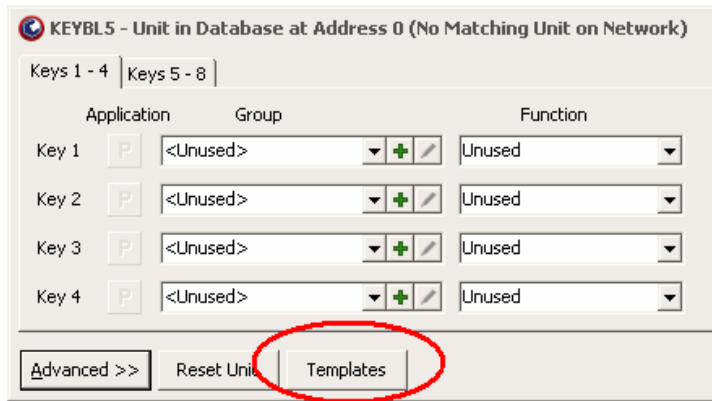 KEYBL5 - Unit in Database at Address 0 (No Matching Unit on Network)
Keys 1 - 4 Keys 5 - 8
Application Group Function
Key 1 P <Unused> Unused
Key 2 P <Unused> Unused
Key 3 P <Unused> Unused
Key 4 P <Unused> Unused
Advanced >> Reset Unit Templates